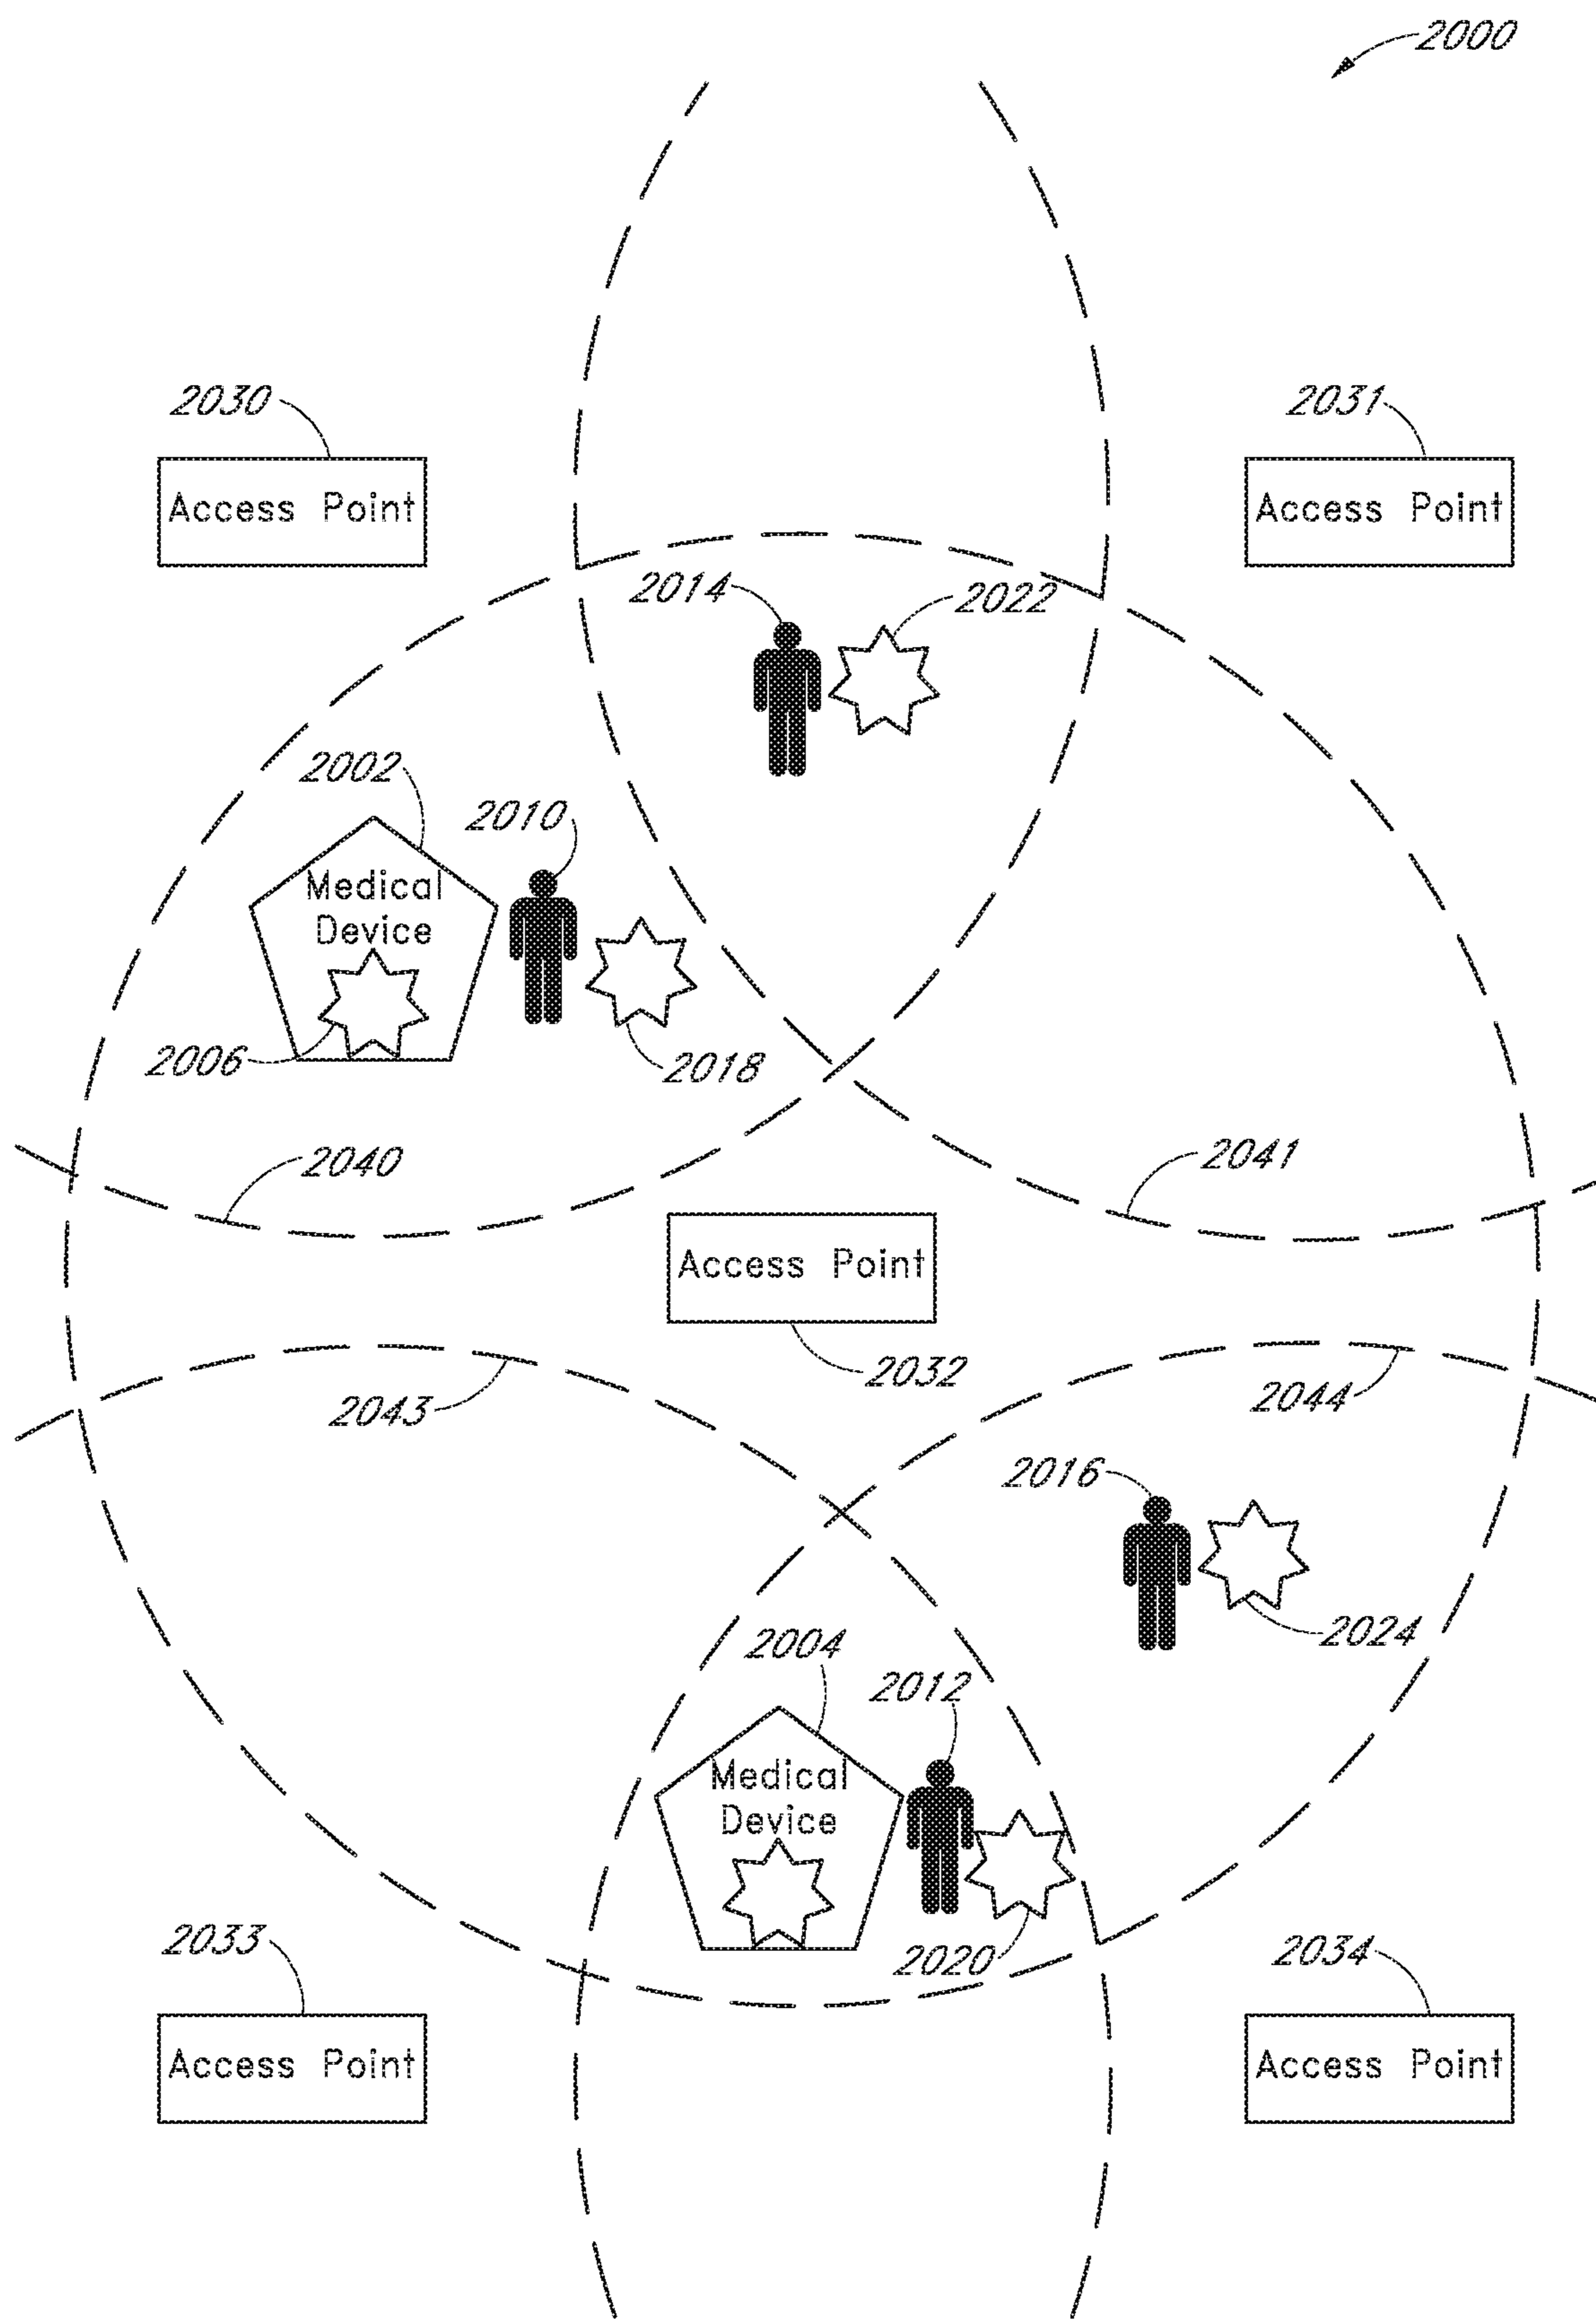 2000
2030
2031
Access Point
Access Point
2014
2022
2002
2010
Medical
Device
2006
2018
2040
2041
Access Point
2032
2043
2044
2016
2024
2004
2012
Medical
Device
2020
2033
2034
Access Point
Access Point